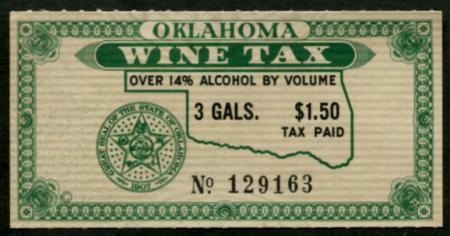 OKLAHOMA
WINE TAX
OVER 14% ALCOHOL BY VOLUME
3 GALS. $1.50
TAX PAID
GREAT SEAL OF THE STATE OF OKLAHOMA
1907
No 129163
©